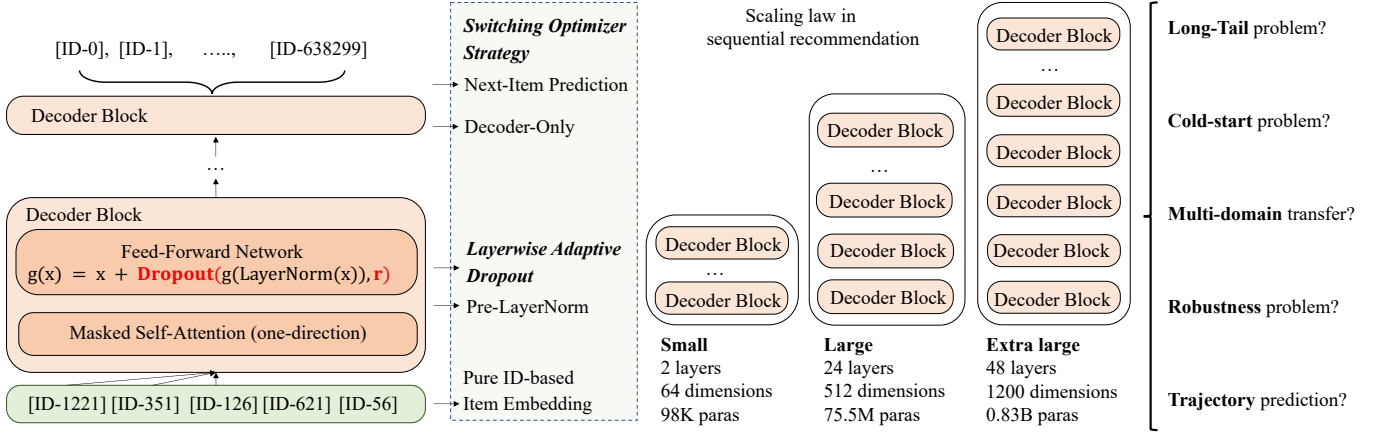 [ID-0], [ID-1], ….., [ID-638299]
Decoder Block
…
Decoder Block
Feed-Forward Network
g(x) = x + Dropout(g(LayerNorm(x)),r)
Masked Self-Attention (one-direction)
[ID-1221] [ID-351] [ID-126] [ID-621] [ID-56]
Switching Optimizer
Strategy
Next-Item Prediction
Decoder-Only
Layerwise Adaptive
Dropout
Pre-LayerNorm
Pure ID-based
Item Embedding
Scaling law in
sequential recommendation
Decoder Block
…
Decoder Block
Small
2 layers
64 dimensions
98K paras
Decoder Block
…
Decoder Block
Decoder Block
Decoder Block
Large
24 layers
512 dimensions
75.5M paras
Decoder Block
…
Decoder Block
Decoder Block
Decoder Block
Decoder Block
Decoder Block
Extra large
48 layers
1200 dimensions
0.83B paras
Long-Tail problem?
Cold-start problem?
Multi-domain transfer?
Robustness problem?
Trajectory prediction?